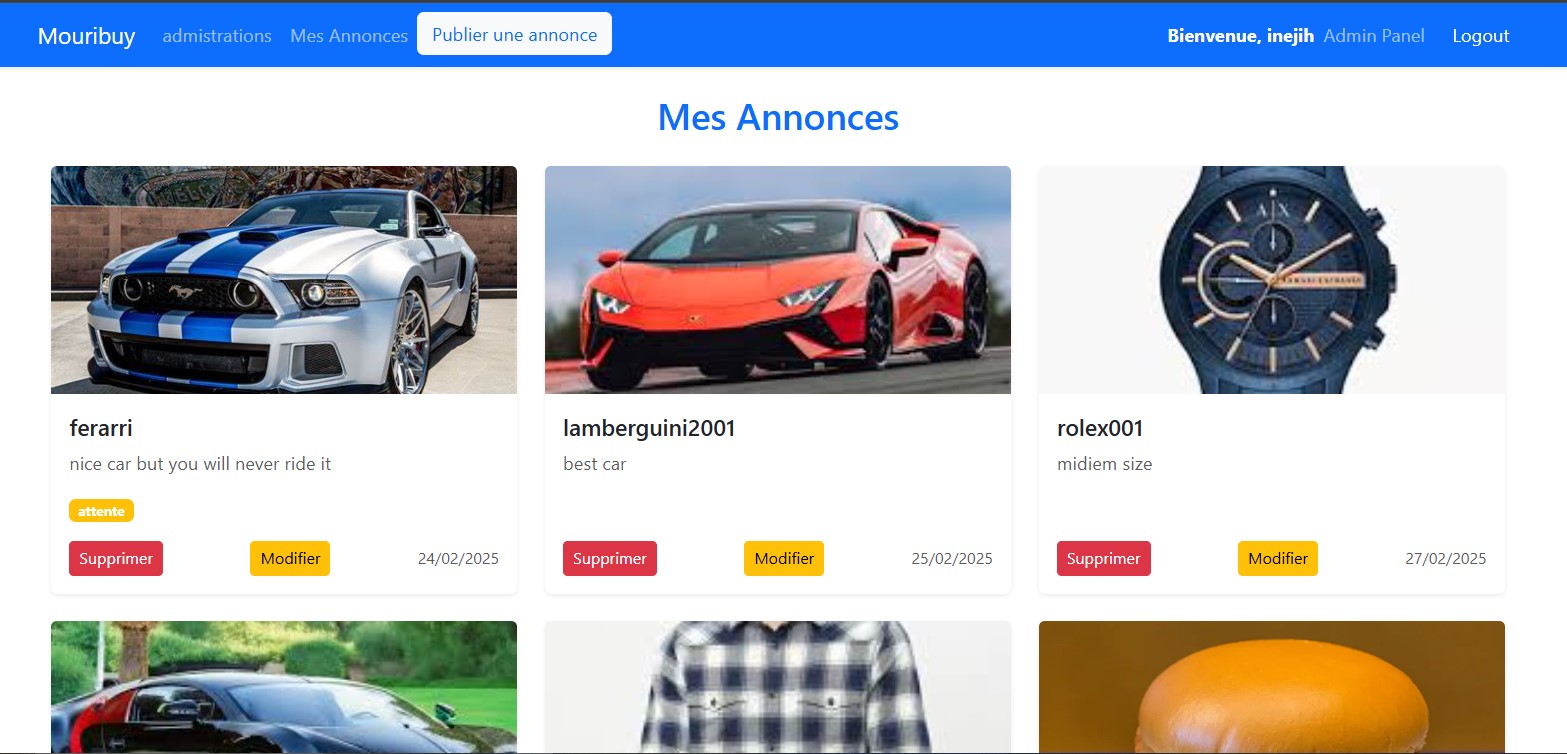 Mouribuy admistrations Mes Annonces Publier une annonce Bienvenue, inejih Admin Panel Logout
Mes Annonces
A|X
ferarri
nice car but you will never ride it
attente
Supprimer Modifier 24/02/2025
lamberguini2001
best car
Supprimer Modifier 25/02/2025
rolex001
midiem size
Supprimer Modifier 27/02/2025